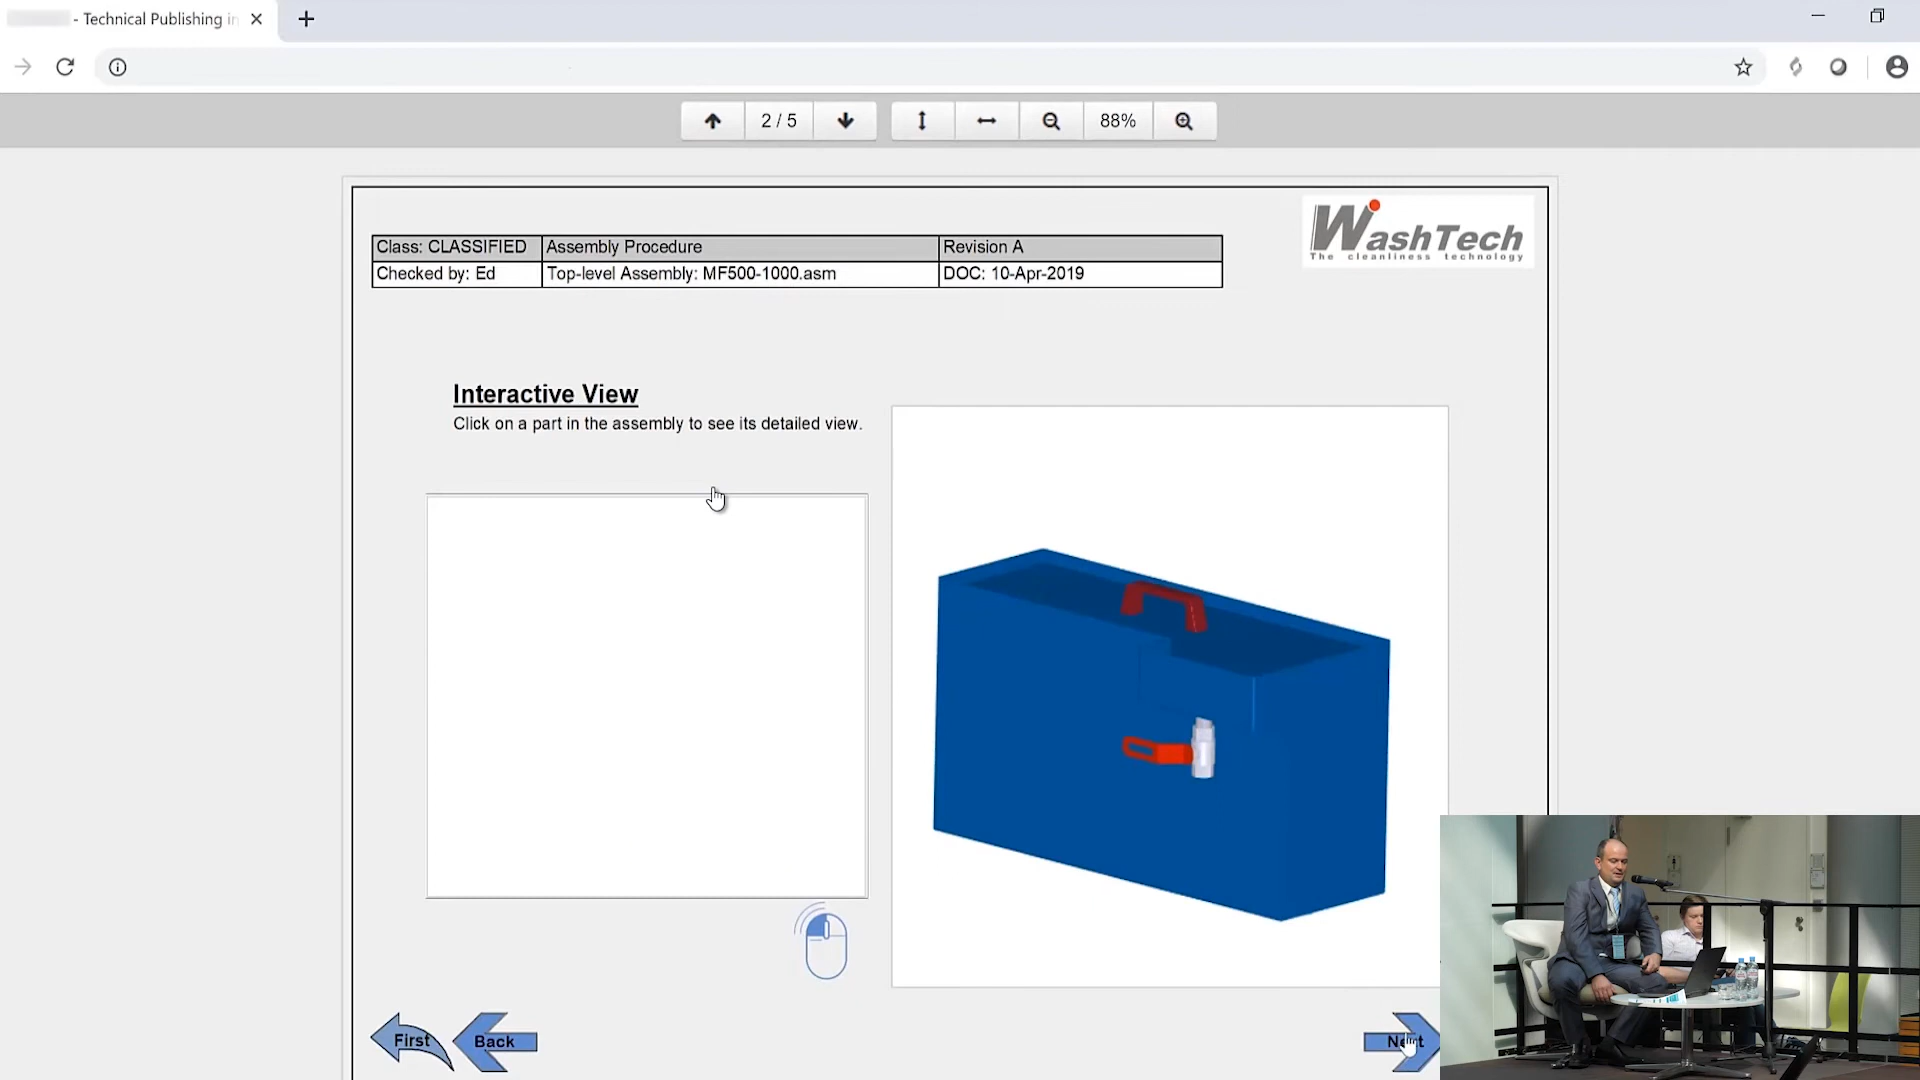 - Technical Publishing in
2 / 5
88%
WashTech
The cleanliness technology
Class: CLASSIFIED Assembly Procedure Revision A
Checked by: Ed Top-level Assembly: MF500-1000.asm DOC: 10-Apr-2019
Interactive View
Click on a part in the assembly to see its detailed view.
First Back Next